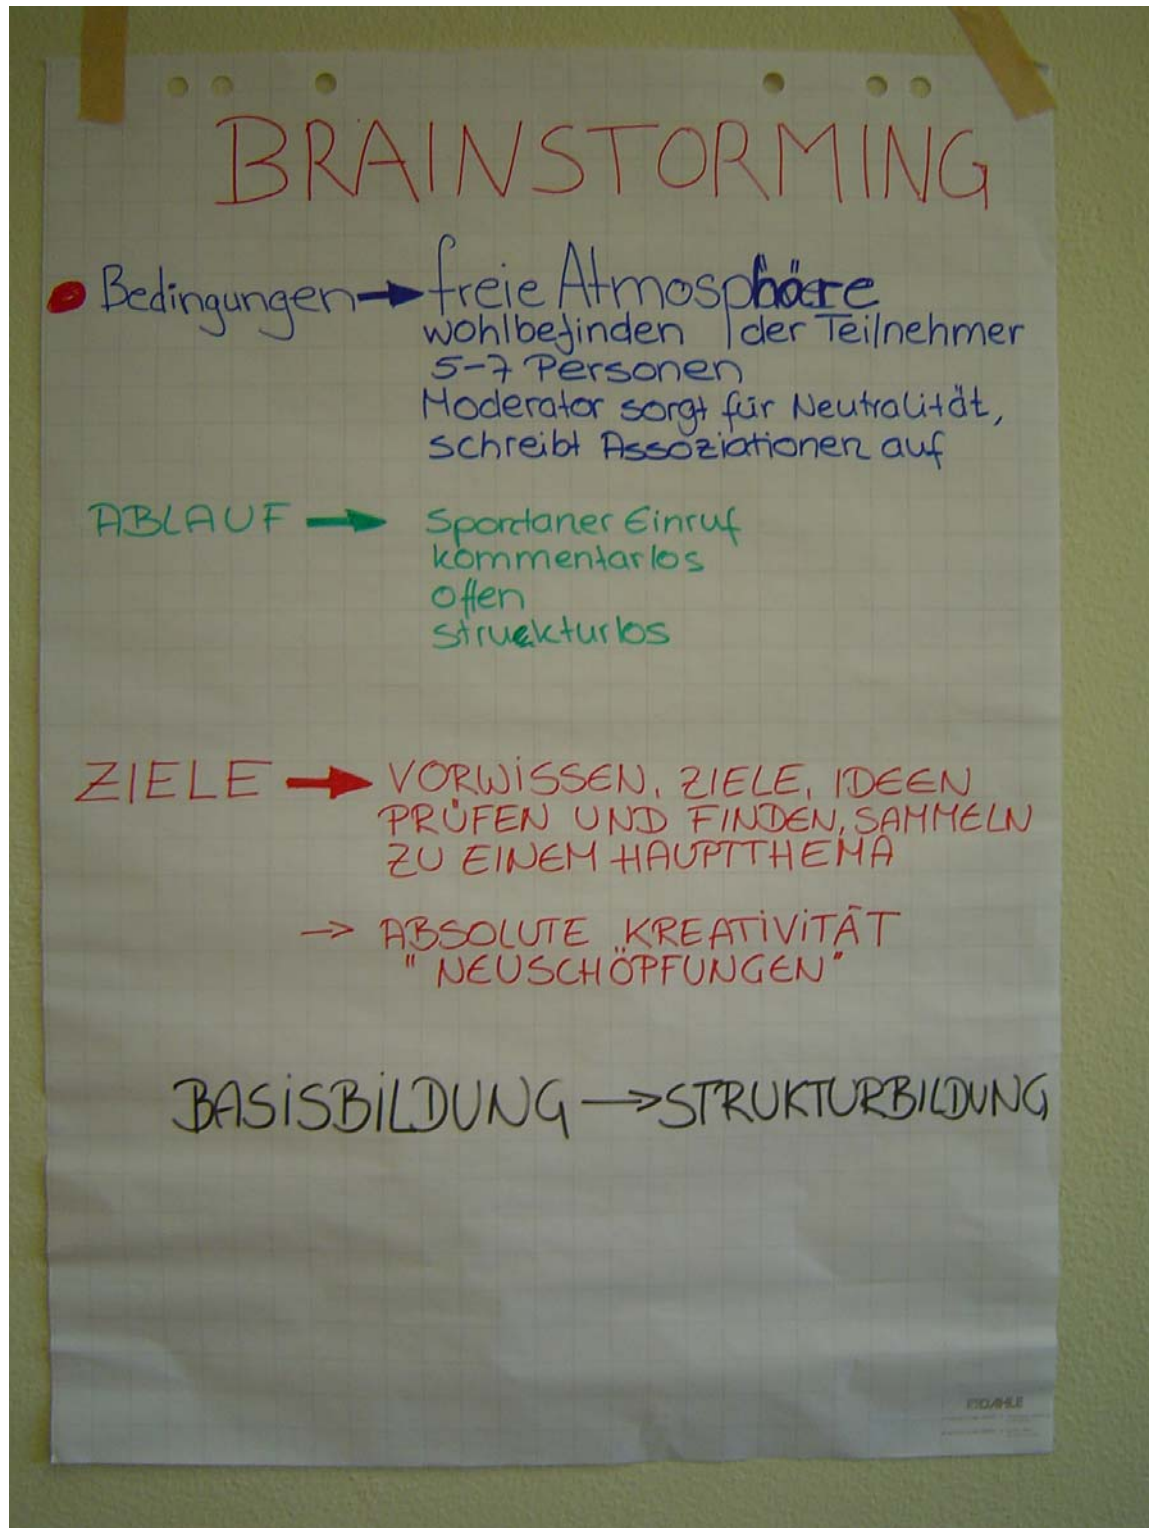 BRAINSTORMING
Bedingungen → freie Atmosphäre
wohlbefinden der Teilnehmer
5-7 Personen
Moderator sorgt für Neutralität,
schreibt Assoziationen auf
ABLAUF → Spontaner Einruf
kommentarlos
offen
strukturlos
ZIELE → VORWISSEN, ZIELE, IDEEN
PRÜFEN UND FINDEN, SAMMELN
ZU EINEM HAUPTTHEMA
→ ABSOLUTE KREATIVITÄT
"NEUSCHÖPFUNGEN"
BASISBILDUNG → STRUKTURBILDUNG
DAHLE